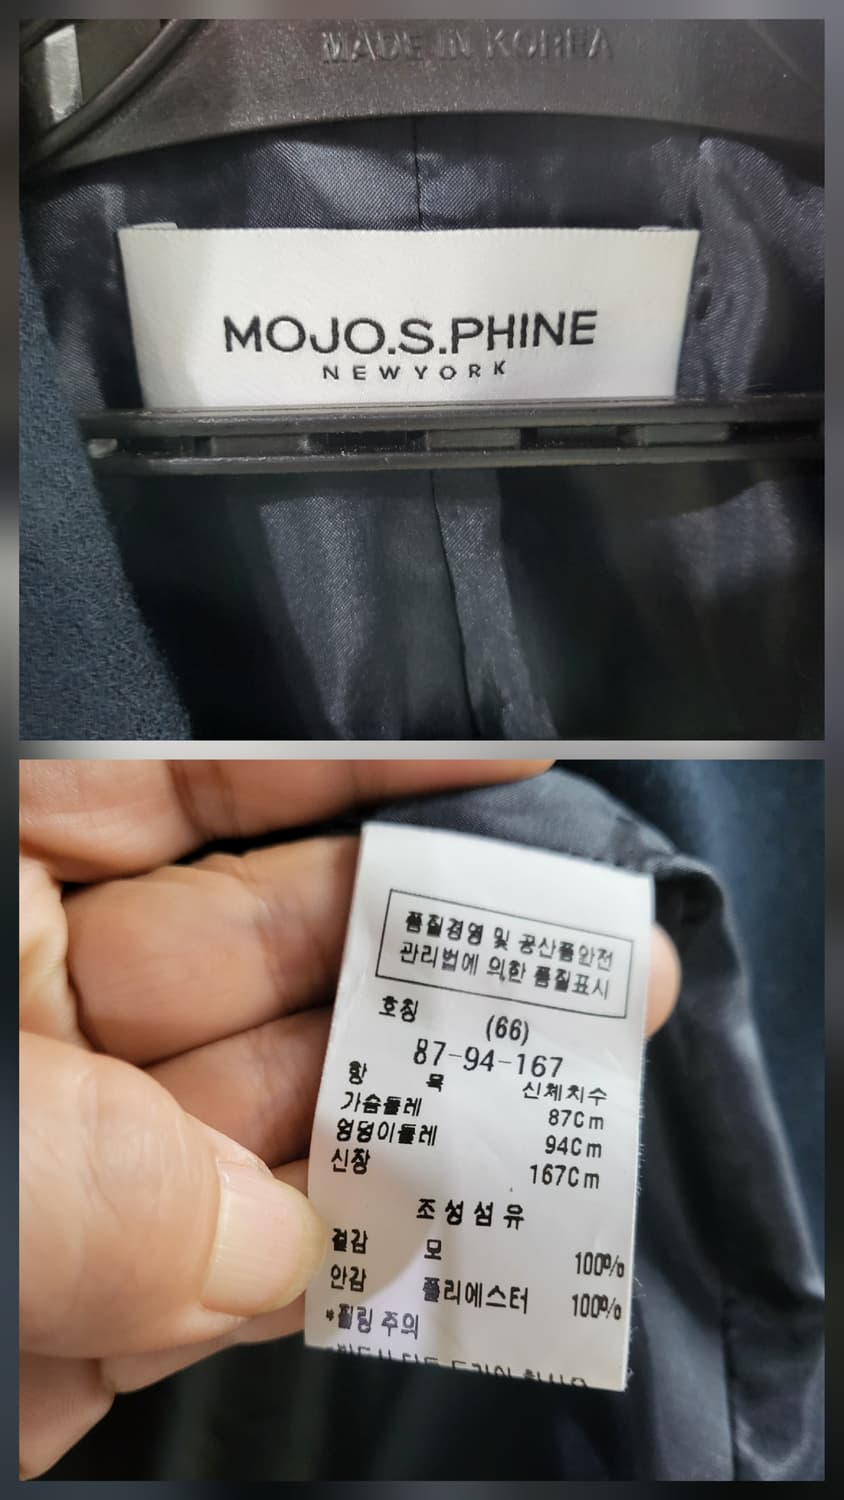 MADE IN KOREA
MOJO.S.PHINE
NEWYORK
품질경영 및 공산품안전
관리법에 의한 품질표시
호칭 (66)
87-94-167
항 목 신체치수
가슴둘레 87Cm
엉덩이둘레 94Cm
신장 167Cm
조성섬유
겉감 모 100%
안감 폴리에스터 100%
*필링 주의